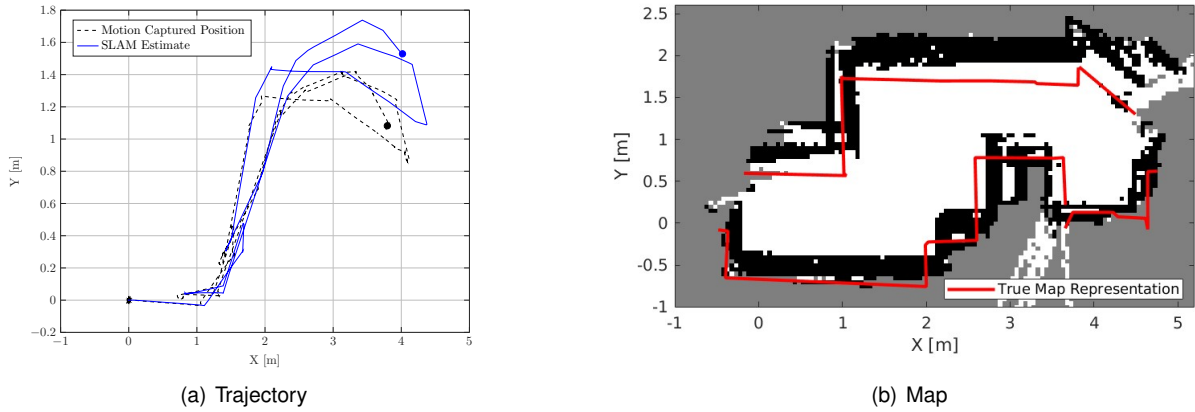 1.8
1.6
1.4
1.2
1
0.8
0.6
0.4
0.2
0
−0.2
Y [m]
Motion Captured Position
SLAM Estimate
−1 0 1 2 3 4 5
X [m]
(a) Trajectory
2.5
2
1.5
1
0.5
0
-0.5
-1
Y [m]
True Map Representation
-1 0 1 2 3 4 5
X [m]
(b) Map